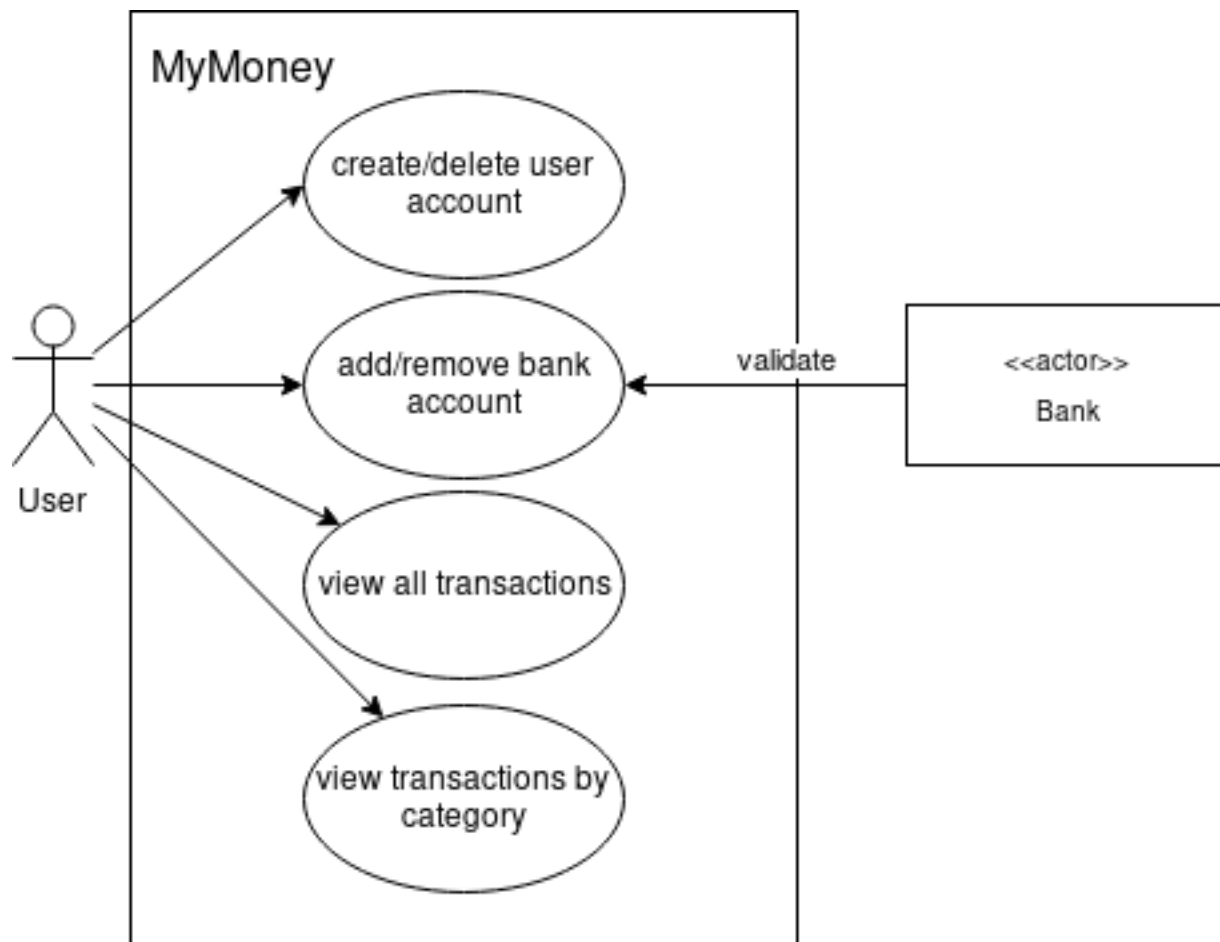 MyMoney
create/delete user
account
add/remove bank
account
validate
<<actor>>
Bank
User
view all transactions
view transactions by
category